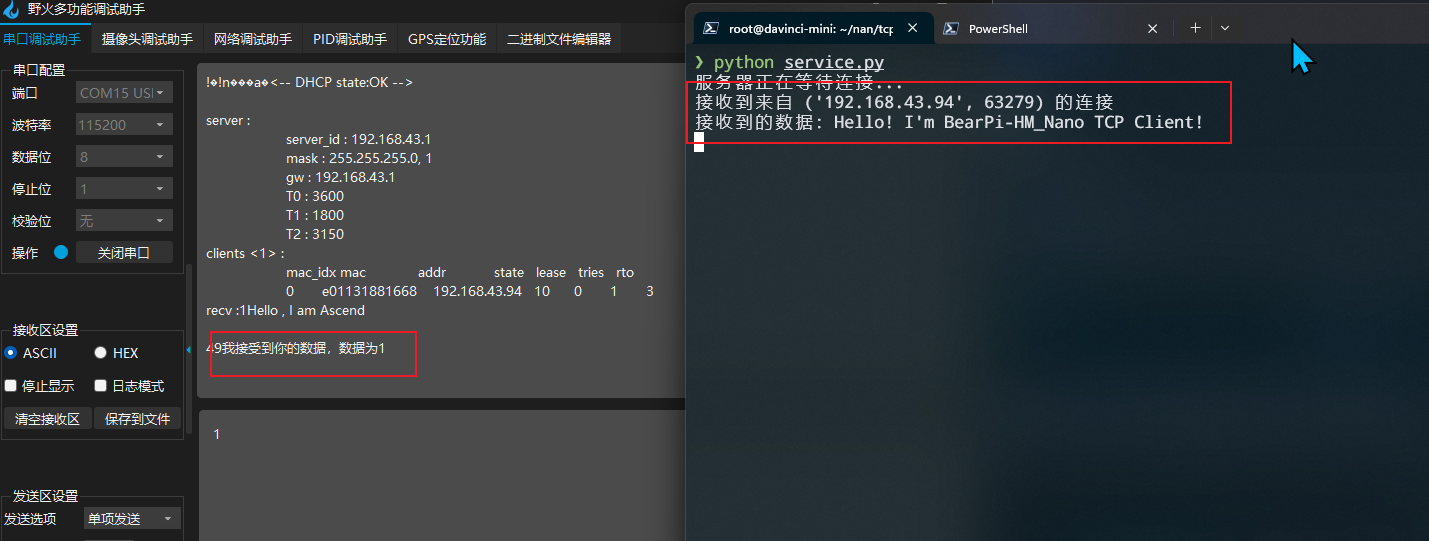 野火多功能调试助手
串口调试助手 摄像头调试助手 网络调试助手 PID调试助手 GPS定位功能 二进制文件编辑器
串口配置
端口 COM15 USI
波特率 115200
数据位 8
停止位 1
校验位 无
操作 关闭串口
接收区设置
ASCII HEX
停止显示 日志模式
清空接收区 保存到文件
发送区设置
发送选项 单项发送
!�!n���a�<-- DHCP state:OK -->
server :
server_id : 192.168.43.1
mask : 255.255.255.0, 1
gw : 192.168.43.1
T0 : 3600
T1 : 1800
T2 : 3150
clients <1> :
mac_idx mac addr state lease tries rto
0 e01131881668 192.168.43.94 10 0 1 3
recv :1Hello , I am Ascend
49我接受到你的数据，数据为1
1
root@davinci-mini: ~/nan/tcp PowerShell
❯ python service.py
服务器正在等待连接...
接收到来自 ('192.168.43.94', 63279) 的连接
接收到的数据: Hello! I'm BearPi-HM_Nano TCP Client!